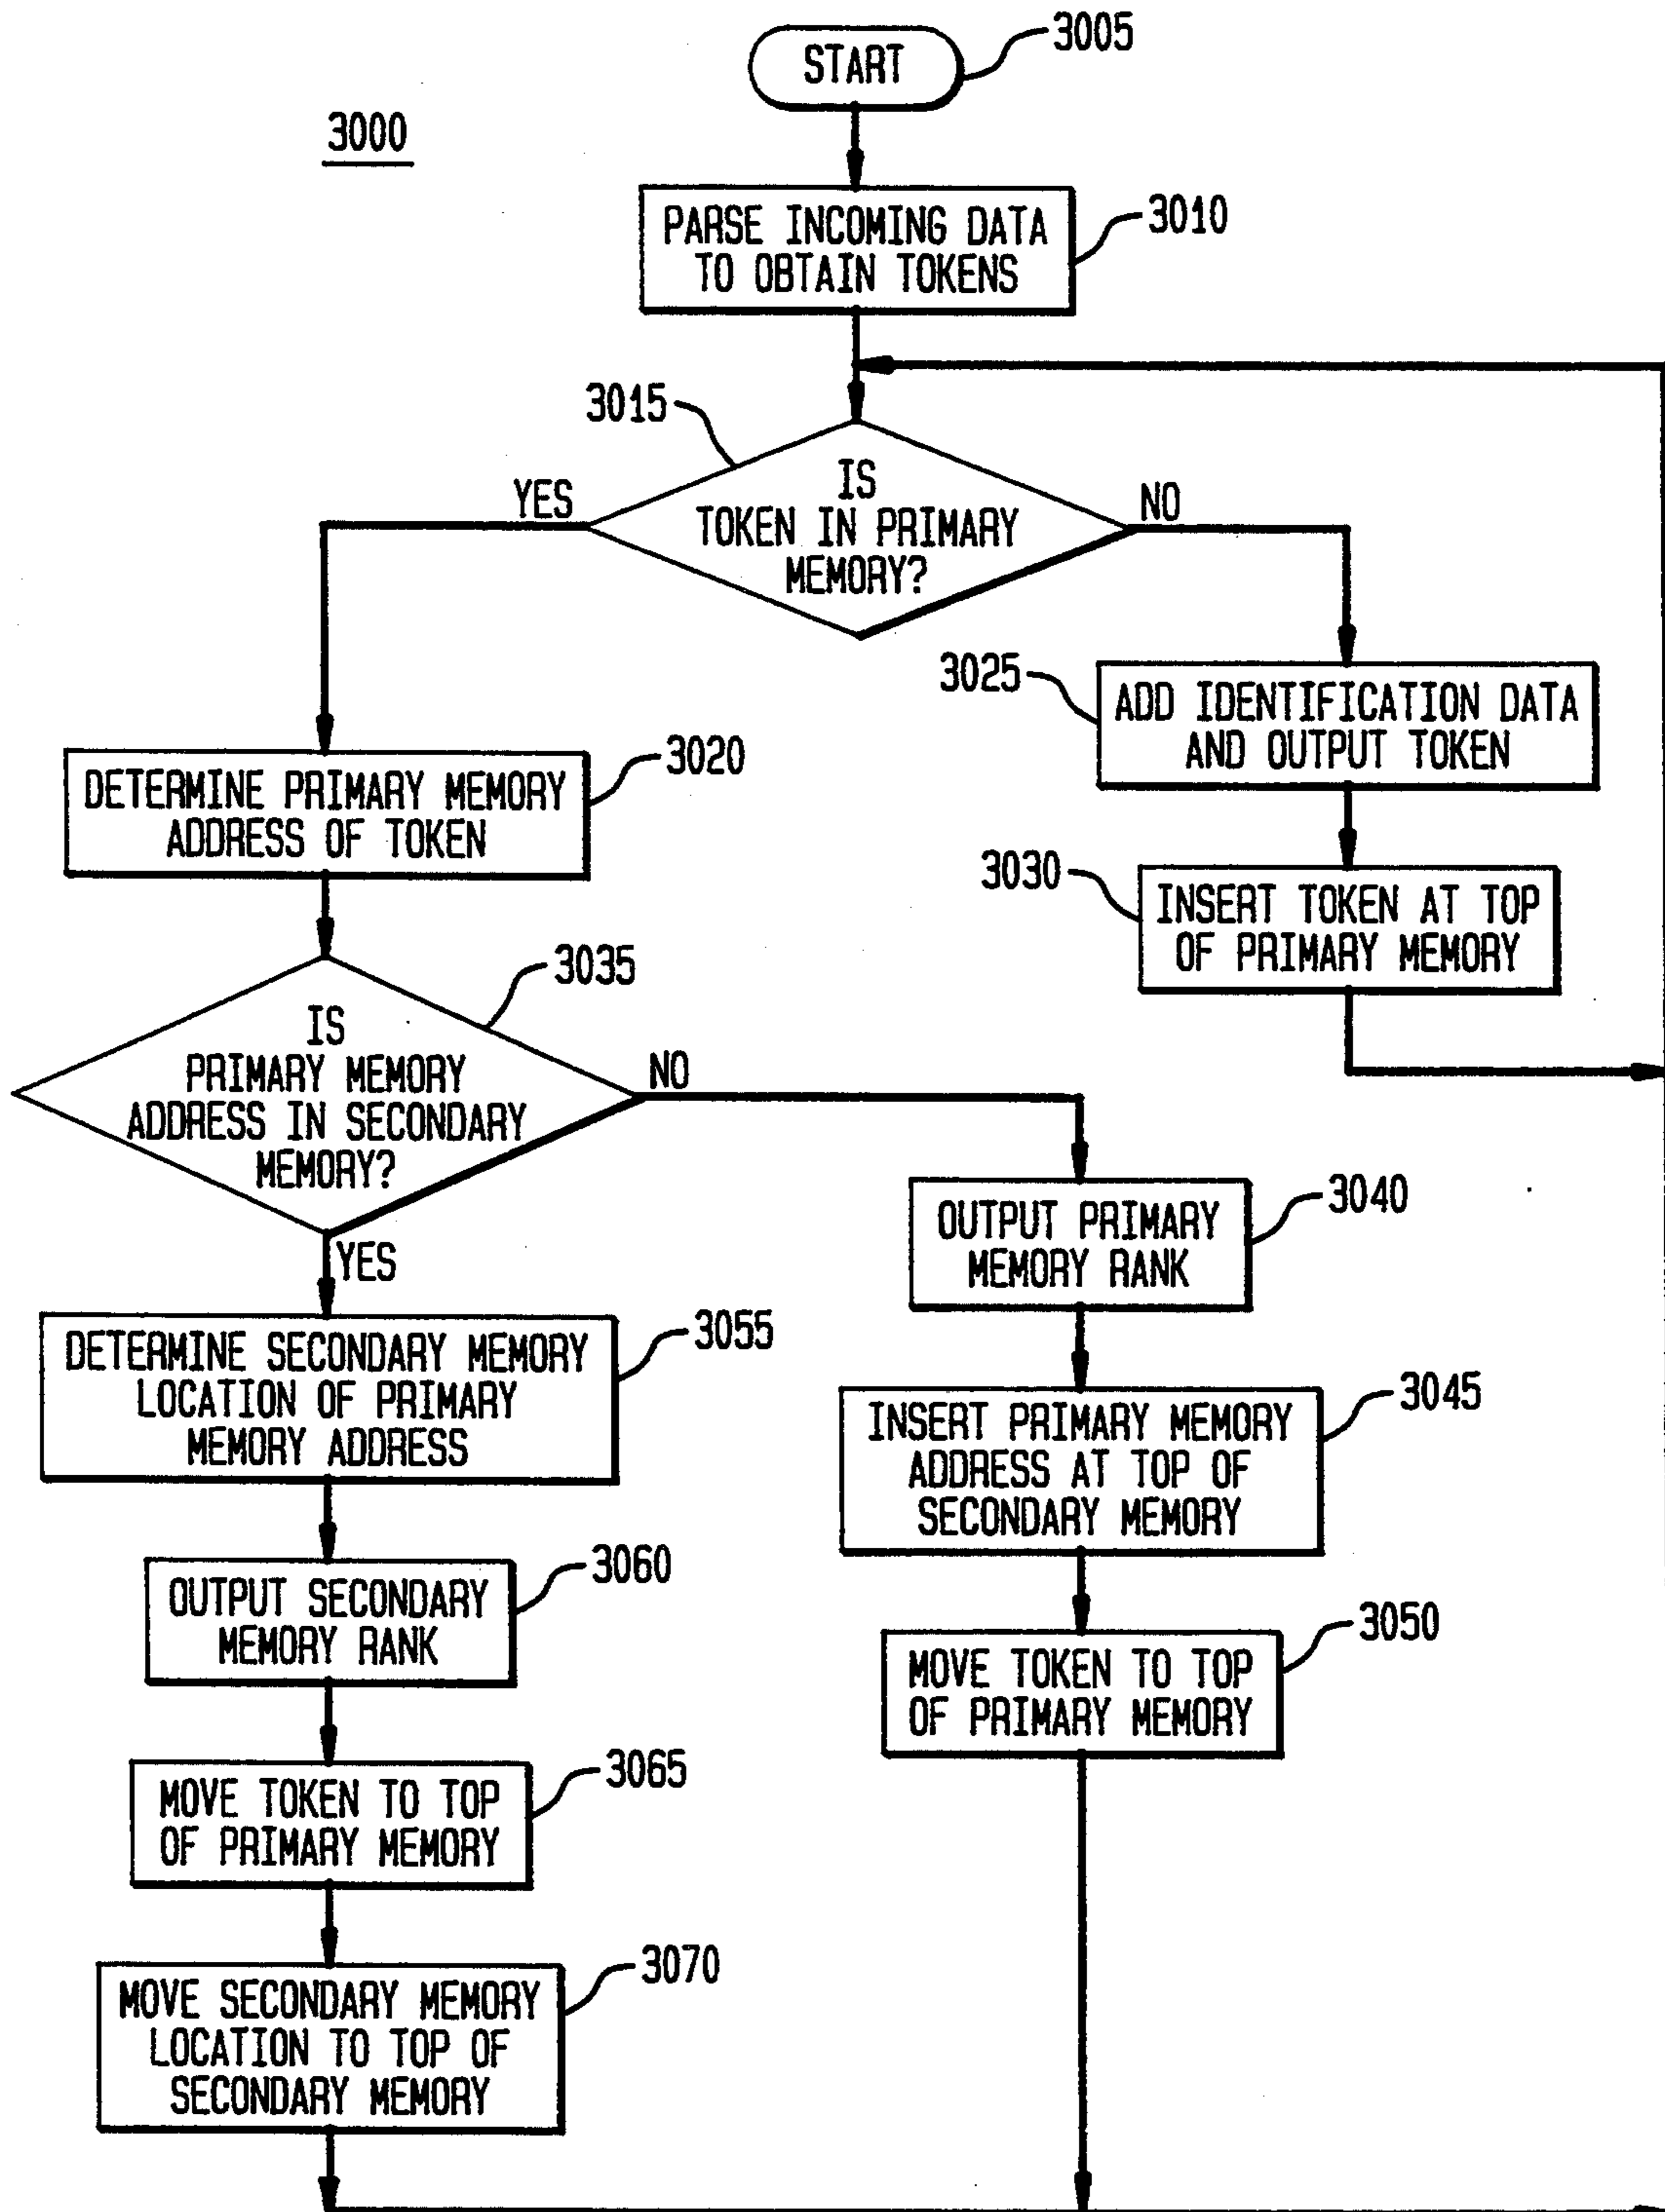 START
3005
3000
PARSE INCOMING DATA
TO OBTAIN TOKENS
3010
3015
IS
TOKEN IN PRIMARY
MEMORY?
YES
NO
3025
ADD IDENTIFICATION DATA
AND OUTPUT TOKEN
3020
DETERMINE PRIMARY MEMORY
ADDRESS OF TOKEN
3030
INSERT TOKEN AT TOP
OF PRIMARY MEMORY
3035
IS
PRIMARY MEMORY
ADDRESS IN SECONDARY
MEMORY?
NO
YES
3040
OUTPUT PRIMARY
MEMORY RANK
3055
DETERMINE SECONDARY MEMORY
LOCATION OF PRIMARY
MEMORY ADDRESS
3045
INSERT PRIMARY MEMORY
ADDRESS AT TOP OF
SECONDARY MEMORY
3060
OUTPUT SECONDARY
MEMORY RANK
3050
MOVE TOKEN TO TOP
OF PRIMARY MEMORY
3065
MOVE TOKEN TO TOP
OF PRIMARY MEMORY
3070
MOVE SECONDARY MEMORY
LOCATION TO TOP OF
SECONDARY MEMORY